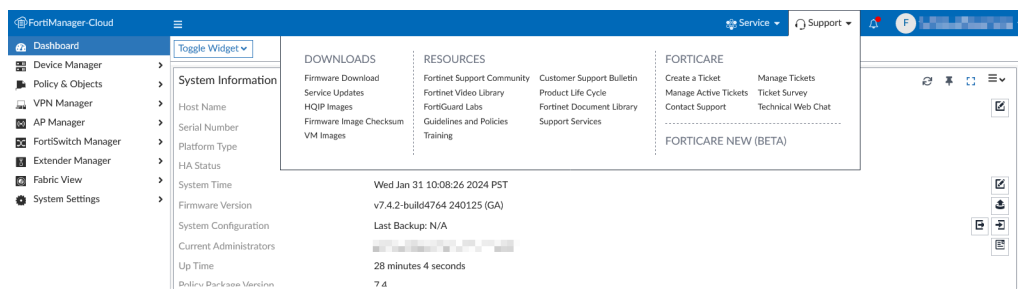 FortiManager-Cloud
Service
Support
F
Dashboard
Device Manager
Policy & Objects
VPN Manager
AP Manager
FortiSwitch Manager
Extender Manager
Fabric View
System Settings
Toggle Widget
DOWNLOADS
Firmware Download
Service Updates
HQIP Images
Firmware Image Checksum
VM Images
RESOURCES
Fortinet Support Community
Customer Support Bulletin
Fortinet Video Library
Product Life Cycle
FortiGuard Labs
Fortinet Document Library
Guidelines and Policies
Support Services
Training
FORTICARE
Create a Ticket
Manage Tickets
Manage Active Tickets
Ticket Survey
Contact Support
Technical Web Chat
FORTICARE NEW (BETA)
System Information
Host Name
Serial Number
Platform Type
HA Status
System Time Wed Jan 31 10:08:26 2024 PST
Firmware Version v7.4.2-build4764 240125 (GA)
System Configuration Last Backup: N/A
Current Administrators
Up Time 28 minutes 4 seconds
Policy Package Version 7.4